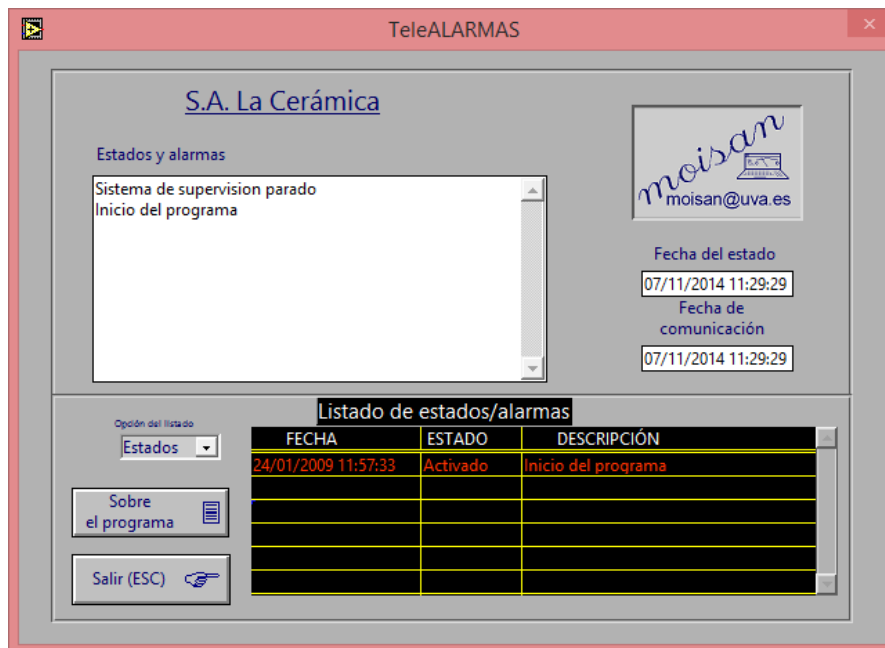 TeleALARMAS
S.A. La Cerámica
Estados y alarmas
Sistema de supervision parado
Inicio del programa
moisan
moisan@uva.es
Fecha del estado
07/11/2014 11:29:29
Fecha de
comunicación
07/11/2014 11:29:29
Listado de estados/alarmas
Opción del listado
Estados
FECHA ESTADO DESCRIPCIÓN
24/01/2009 11:57:33 Activado Inicio del programa
Sobre
el programa
Salir (ESC)